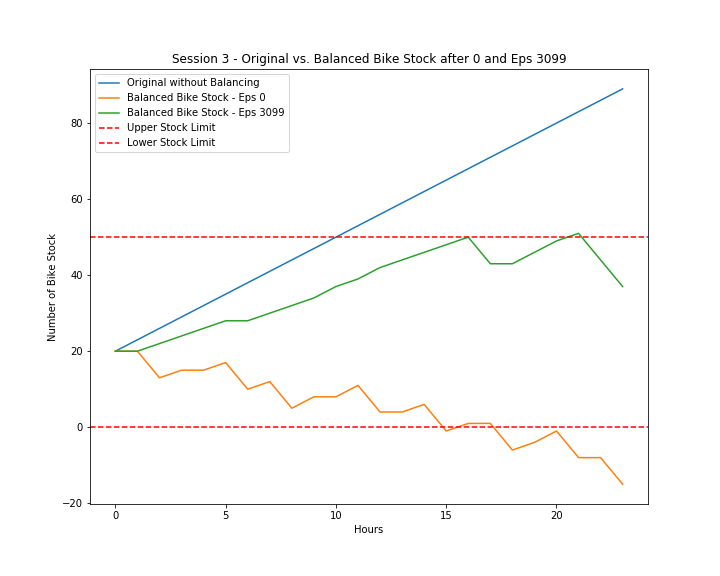 Session 3 - Original vs. Balanced Bike Stock after 0 and Eps 3099
Original without Balancing
Balanced Bike Stock - Eps 0
Balanced Bike Stock - Eps 3099
Upper Stock Limit
Lower Stock Limit
Number of Bike Stock
80
60
40
20
0
−20
0 5 10 15 20
Hours